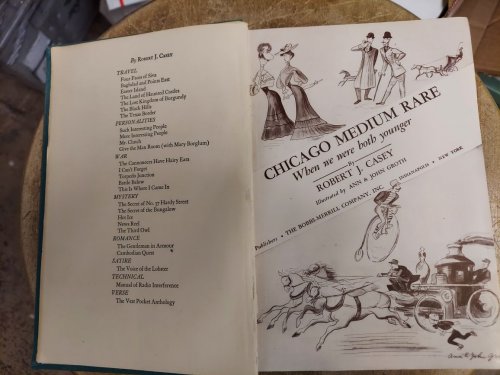 By ROBERT J. CASEY
TRAVEL
Four Faces of Siva
Baghdad and Points East
Easter Island
The Land of Haunted Castles
The Lost Kingdom of Burgundy
The Black Hills
The Texas Border
PERSONALITIES
Such Interesting People
More Interesting People
Mr. Clutch
Give the Man Room (with Mary Borglum)
WAR
The Cannoneers Have Hairy Ears
I Can't Forget
Torpedo Junction
Battle Below
This Is Where I Came In
MYSTERY
The Secret of No. 37 Hardy Street
The Secret of the Bungalow
Hot Ice
News Reel
The Third Owl
ROMANCE
The Gentleman in Armour
Cambodian Quest
SATIRE
The Voice of the Lobster
TECHNICAL
Manual of Radio Interference
VERSE
The Vest Pocket Anthology
CHICAGO MEDIUM RARE
When we were both younger
By
ROBERT J. CASEY
Illustrated by ANN & JOHN GROTH
Publishers • THE BOBBS-MERRILL COMPANY, INC. • INDIANAPOLIS • NEW YORK
Ann & John